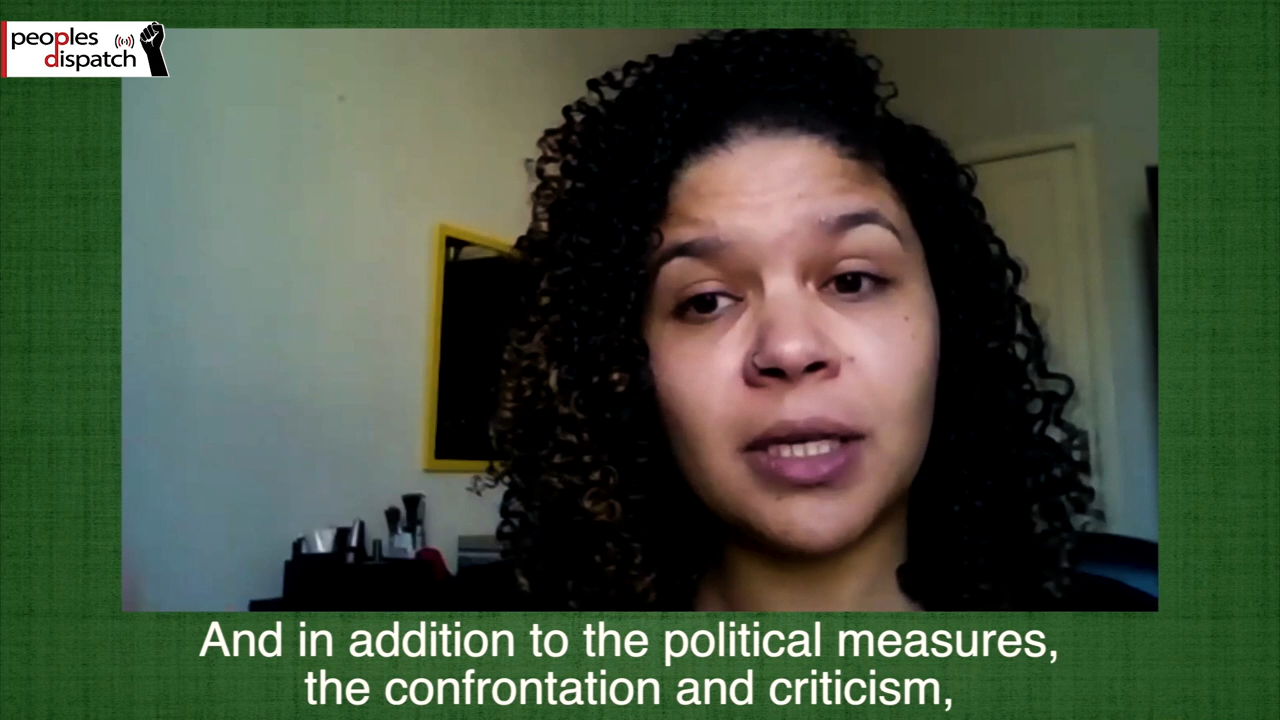 peoples
dispatch
And in addition to the political measures,
the confrontation and criticism,